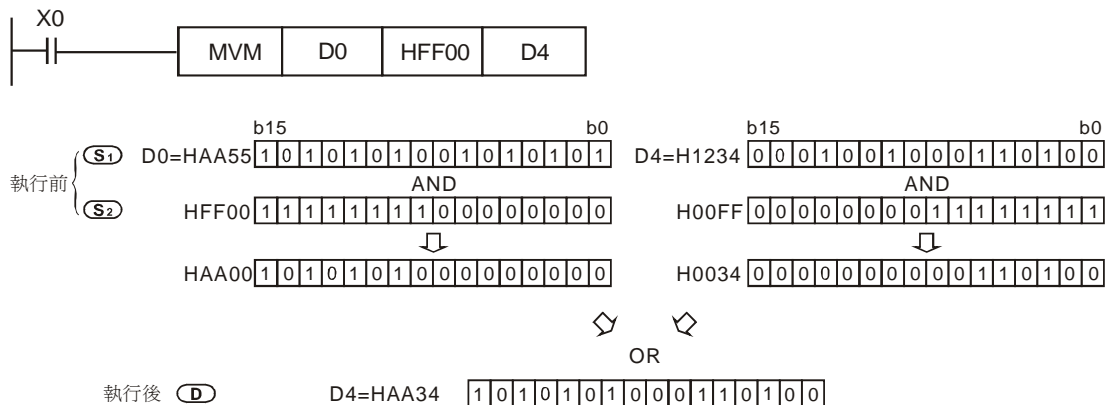 X0
MVM D0 HFF00 D4
b15 b0 b15 b0
S1 D0=HAA55 1 0 1 0 1 0 1 0 0 1 0 1 0 1 0 1 D4=H1234 0 0 0 1 0 0 1 0 0 0 1 1 0 1 0 0
執行前 AND AND
S2 HFF00 1 1 1 1 1 1 1 1 0 0 0 0 0 0 0 0 H00FF 0 0 0 0 0 0 0 0 1 1 1 1 1 1 1 1
HAA00 1 0 1 0 1 0 1 0 0 0 0 0 0 0 0 0 H0034 0 0 0 0 0 0 0 0 0 0 1 1 0 1 0 0
OR
執行後 D D4=HAA34 1 0 1 0 1 0 1 0 0 0 1 1 0 1 0 0